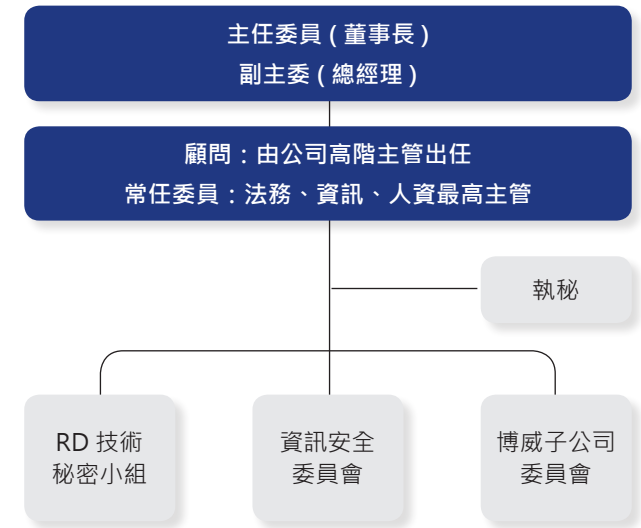 主任委員 ( 董事長 )
副主委 ( 總經理 )
顧問：由公司高階主管出任
常任委員：法務、資訊、人資最高主管
執秘
RD 技術
秘密小組
資訊安全
委員會
博威子公司
委員會